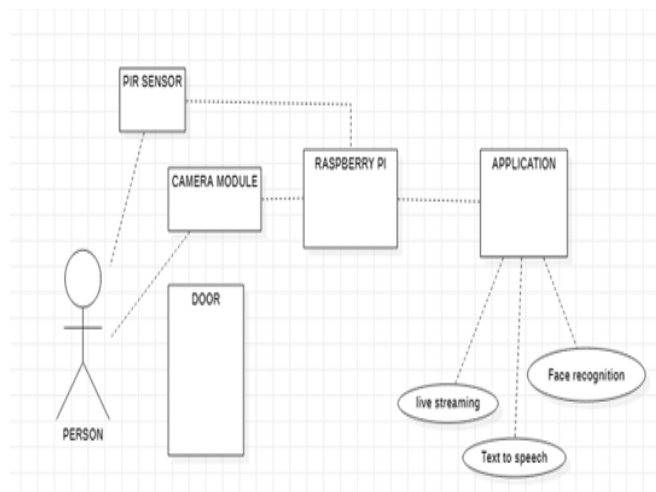 PIR SENSOR
CAMERA MODULE
RASPBERRY PI
APPLICATION
DOOR
PERSON
live streaming
Face recognition
Text to speech